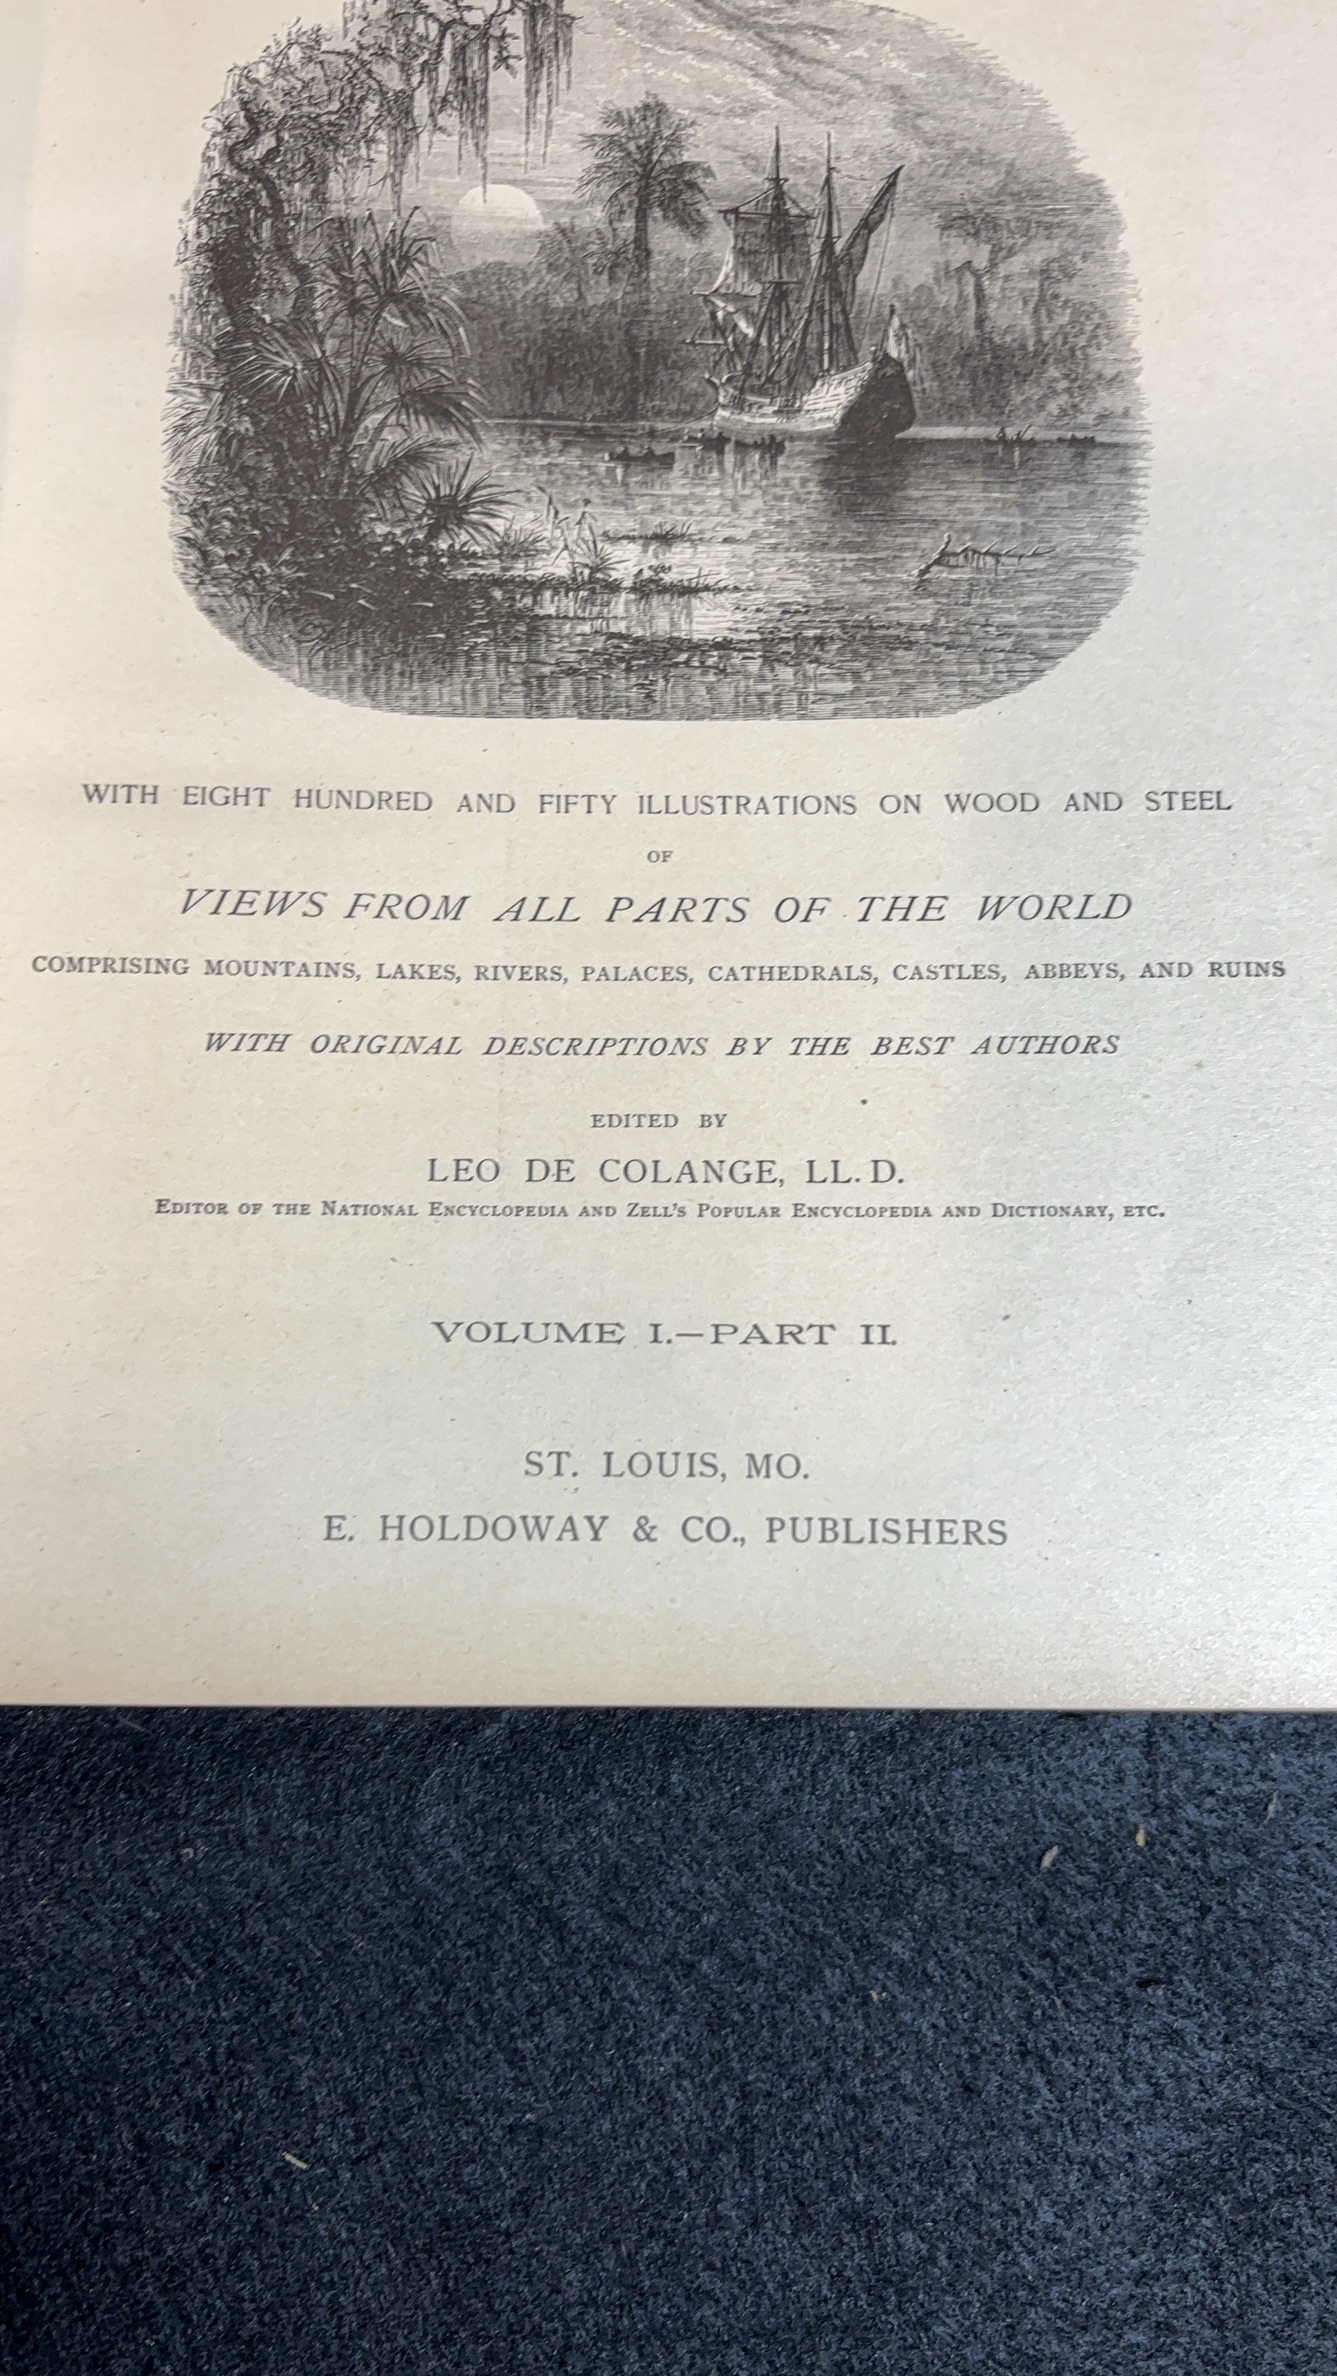 WITH EIGHT HUNDRED AND FIFTY ILLUSTRATIONS ON WOOD AND STEEL
OF
VIEWS FROM ALL PARTS OF THE WORLD
COMPRISING MOUNTAINS, LAKES, RIVERS, PALACES, CATHEDRALS, CASTLES, ABBEYS, AND RUINS
WITH ORIGINAL DESCRIPTIONS BY THE BEST AUTHORS
EDITED BY
LEO DE COLANGE, LL. D.
EDITOR OF THE NATIONAL ENCYCLOPEDIA AND ZELL'S POPULAR ENCYCLOPEDIA AND DICTIONARY, ETC.
VOLUME I.—PART II.
ST. LOUIS, MO.
E. HOLDOWAY & CO., PUBLISHERS